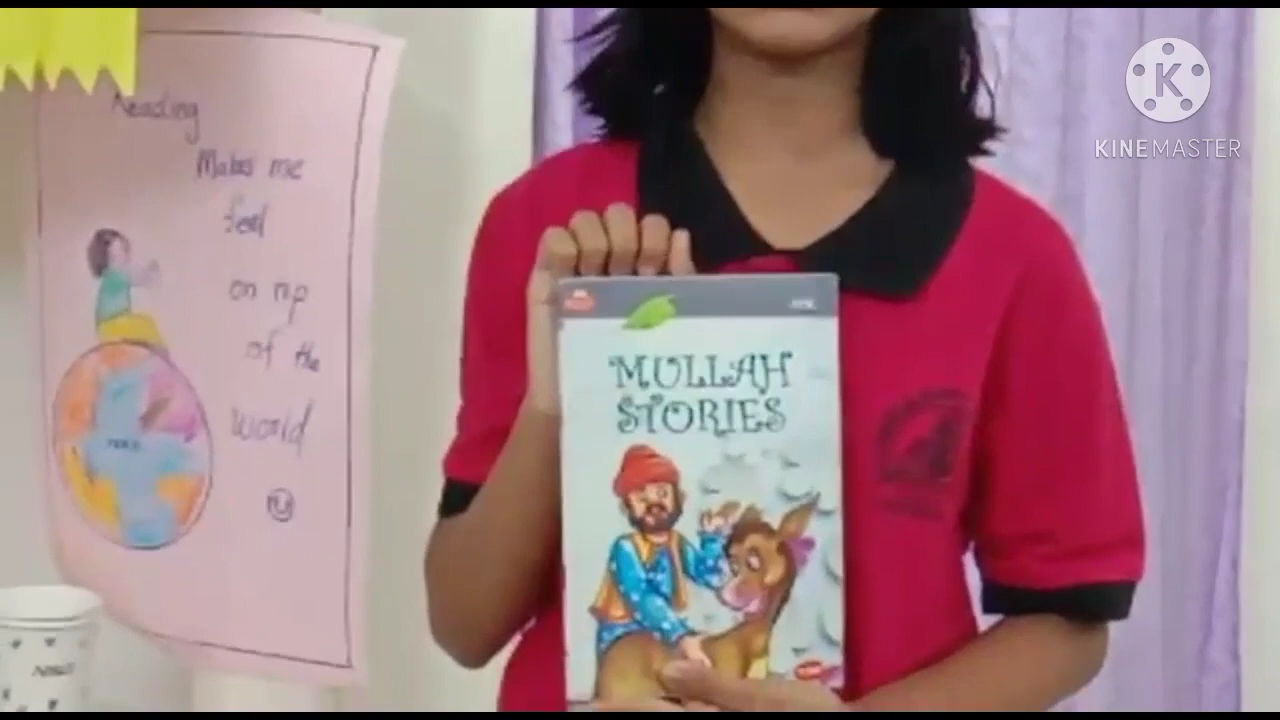 Reading
Makes me
feel
on top
of the
world
MULLAH
STORIES
KINEMASTER